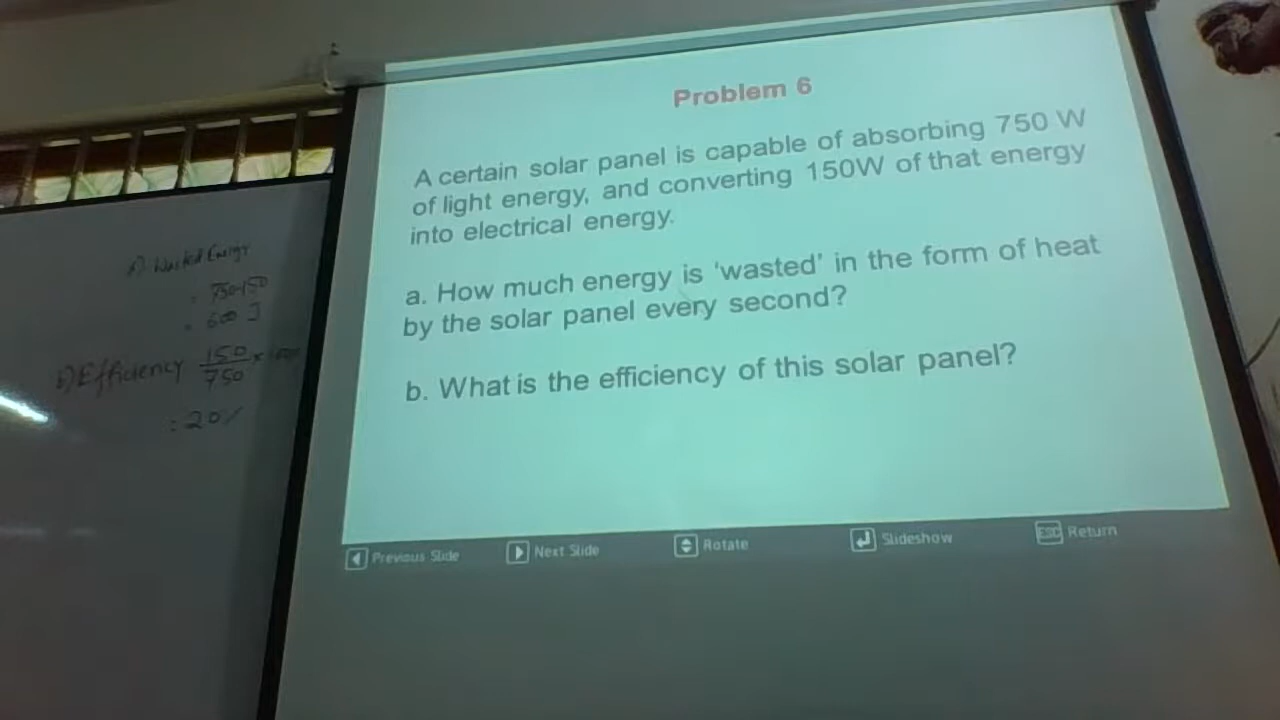 Problem 6
A certain solar panel is capable of absorbing 750 W
of light energy, and converting 150W of that energy
into electrical energy.
a. How much energy is 'wasted' in the form of heat
by the solar panel every second?
b. What is the efficiency of this solar panel?
Previous Slide
Next Slide
Rotate
Slideshow
ESC Return
Wasted Energy
= 750-150
= 600 J
b) Efficiency 150/750 x
: 20%